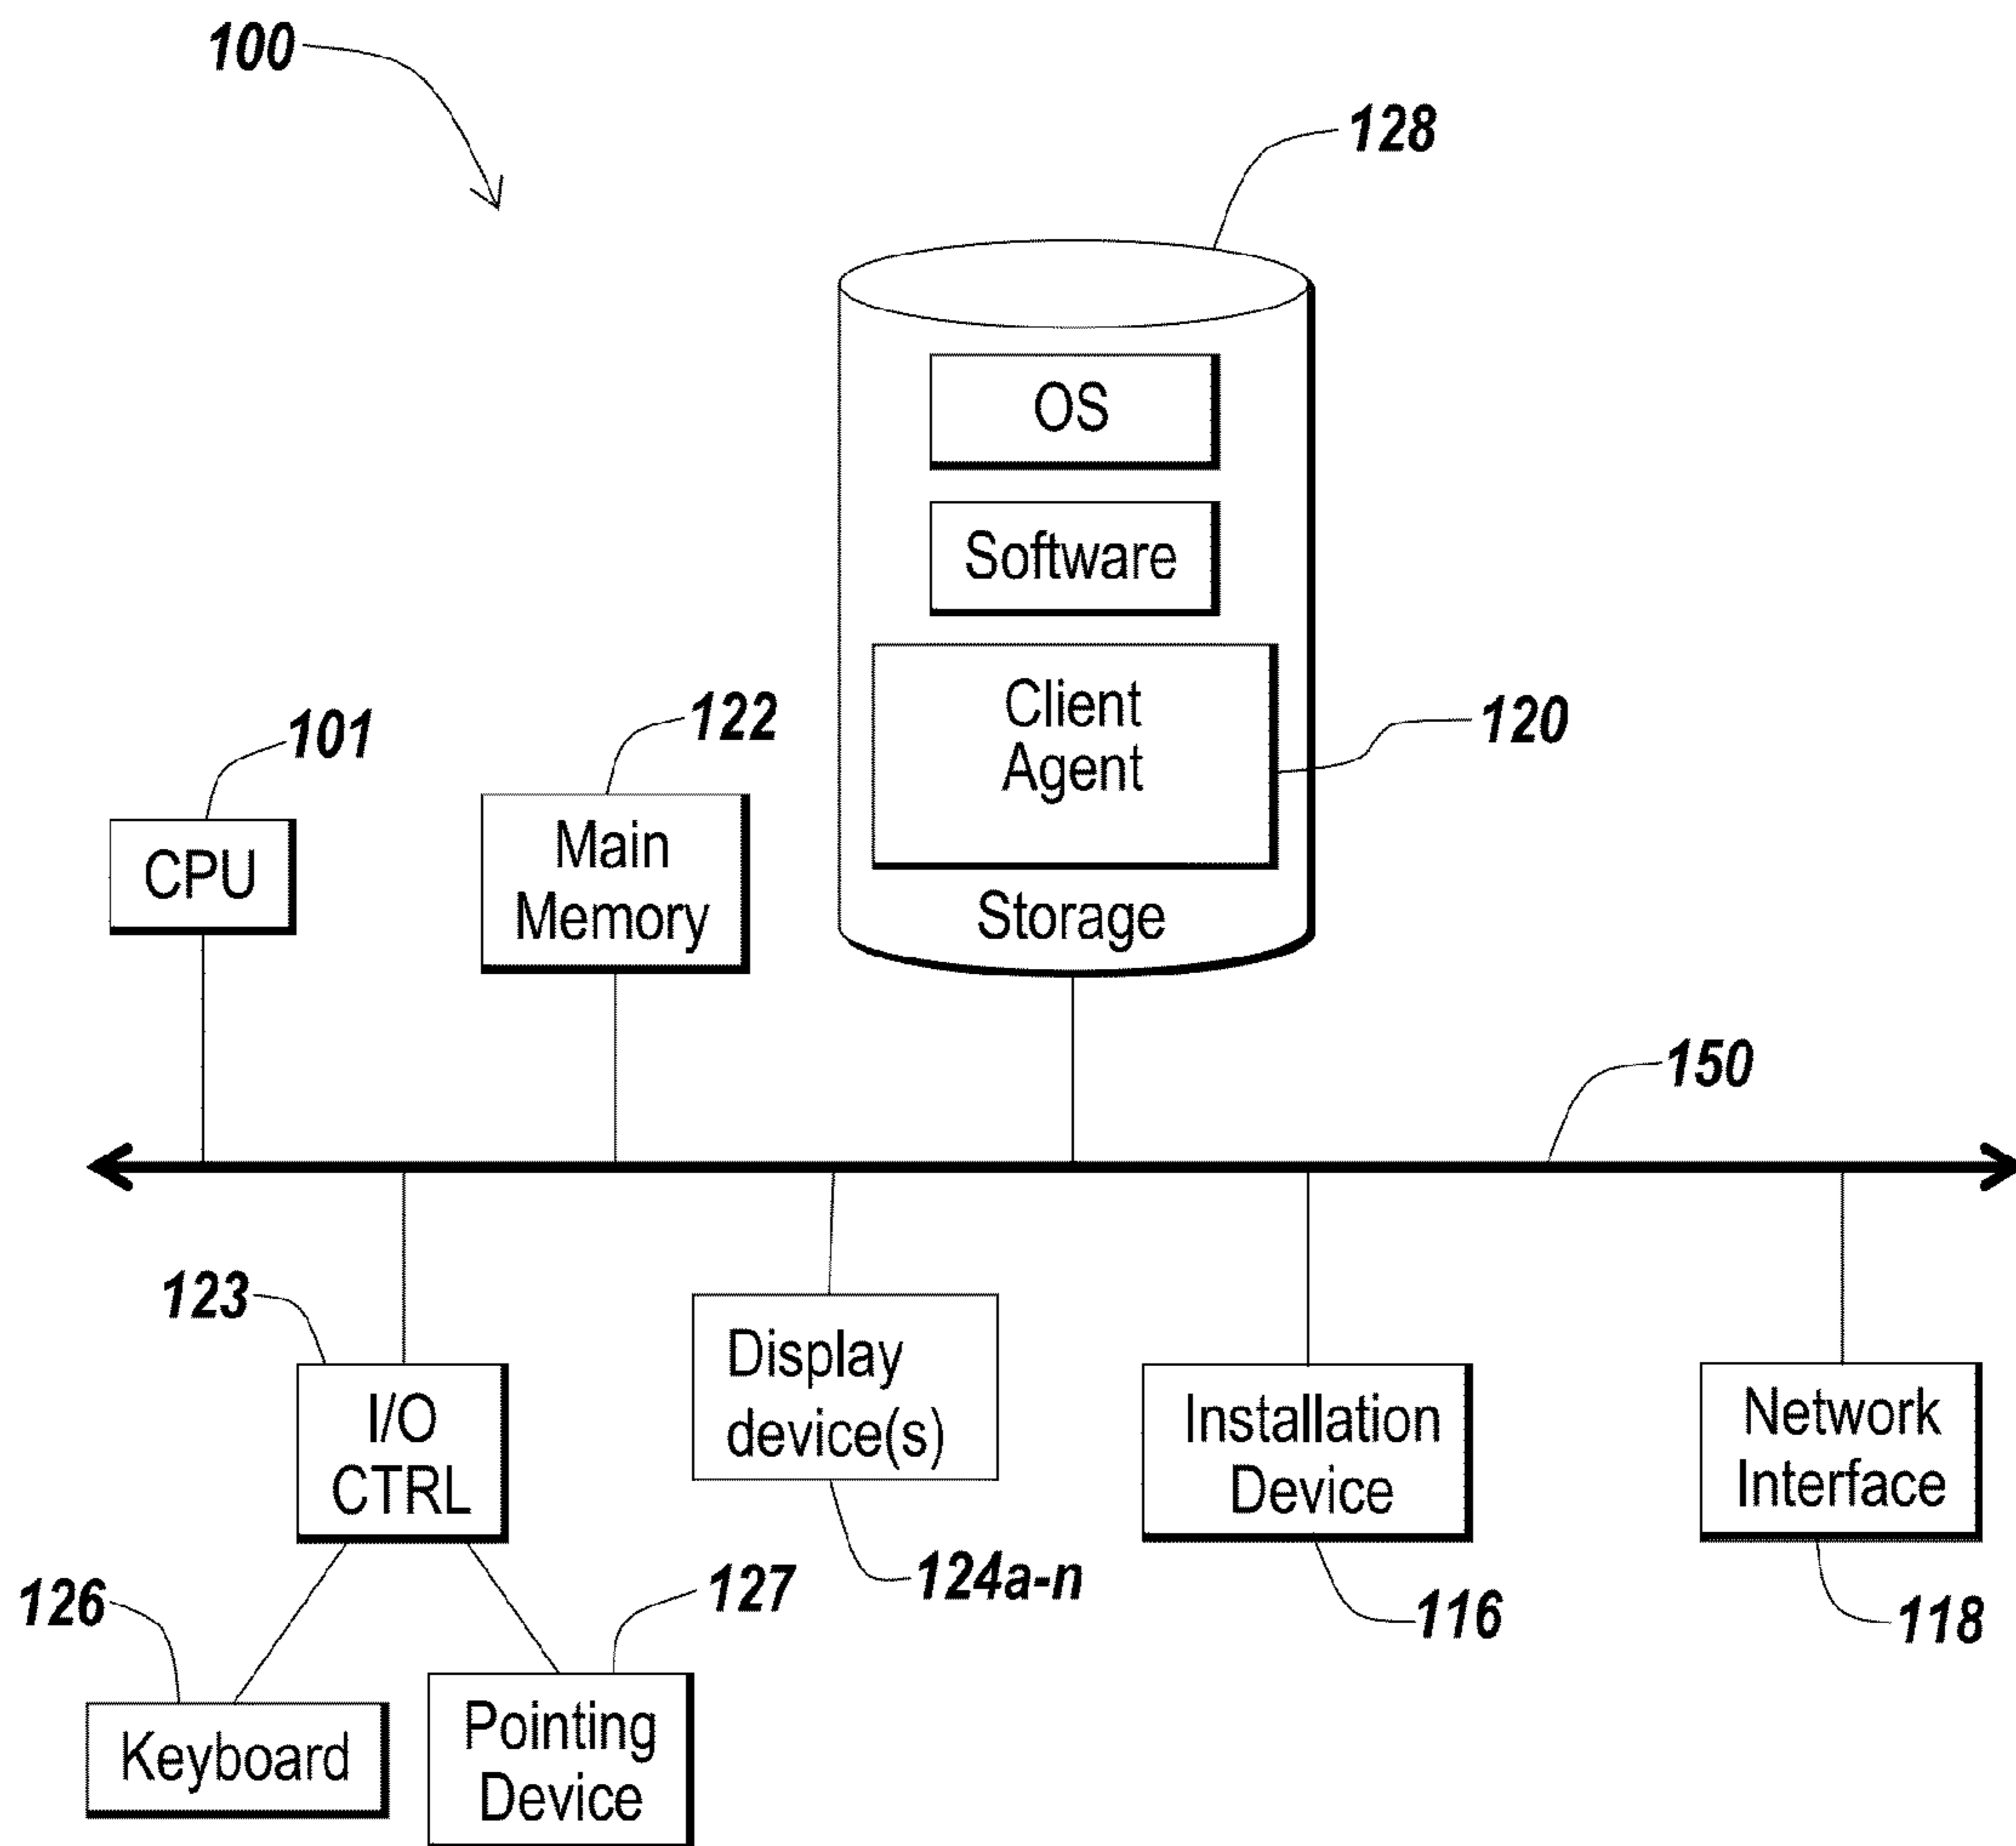 100
128
OS
Software
Client
Agent
120
Storage
101
CPU
122
Main
Memory
150
123
I/O
CTRL
Display
device(s)
124a-n
Installation
Device
116
Network
Interface
118
126
Keyboard
127
Pointing
Device